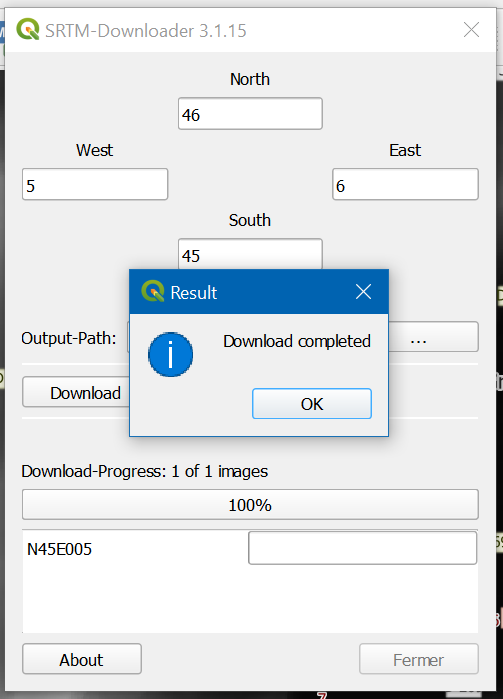 SRTM-Downloader 3.1.15
North
46
West
East
5
6
South
45
Result
Download completed
OK
Output-Path:
...
Download
Download-Progress: 1 of 1 images
100%
N45E005
About
Fermer